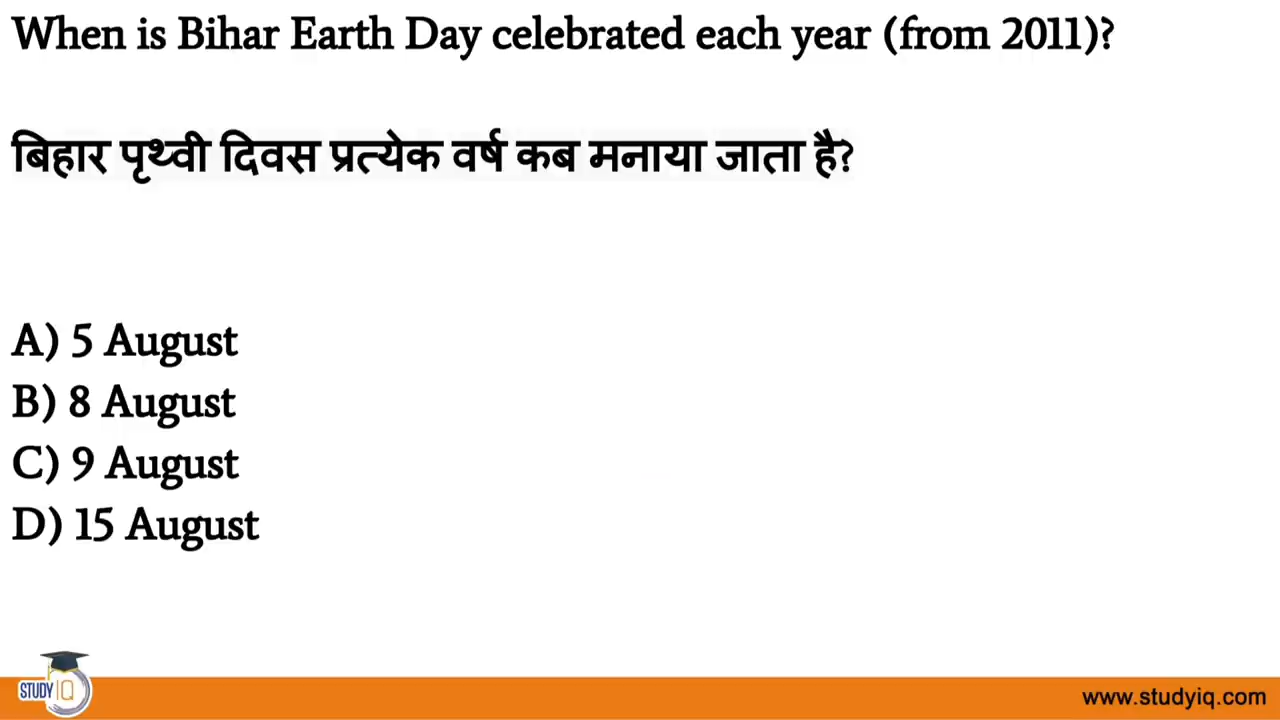 When is Bihar Earth Day celebrated each year (from 2011)?
बिहार पृथ्वी दिवस प्रत्येक वर्ष कब मनाया जाता है?
A) 5 August
B) 8 August
C) 9 August
D) 15 August
STUDY IQ
www.studyiq.com